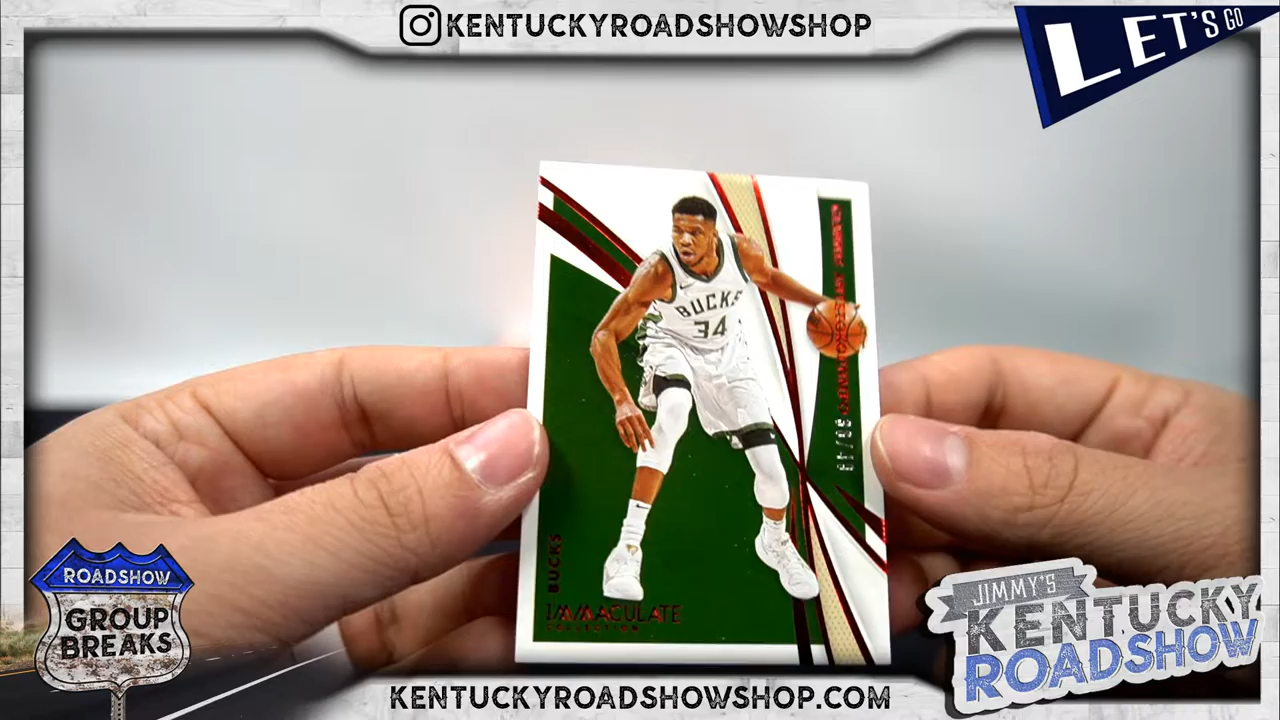 KENTUCKYROADSHOWSHOP
LET'S GO
BUCKS
34
BUCKS
IMMACULATE
COLLECTION
ROADSHOW
GROUP
BREAKS
JIMMY'S
KENTUCKY
ROADSHOW
KENTUCKYROADSHOWSHOP.COM